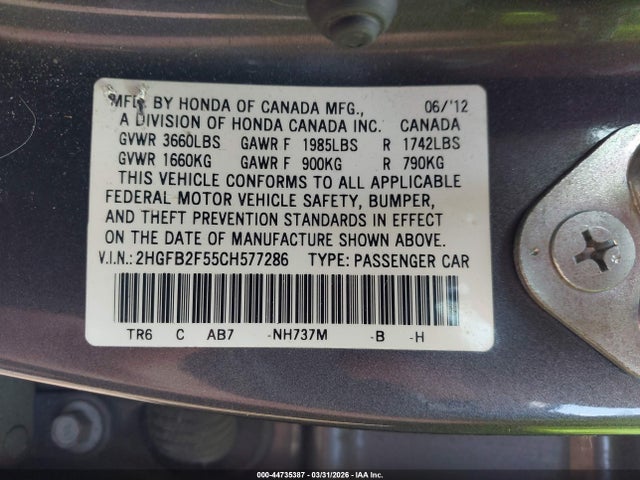 MFD. BY HONDA OF CANADA MFG., 06/'12
A DIVISION OF HONDA CANADA INC. CANADA
GVWR 3660LBS GAWR F 1985LBS R 1742LBS
GVWR 1660KG GAWR F 900KG R 790KG
THIS VEHICLE CONFORMS TO ALL APPLICABLE
FEDERAL MOTOR VEHICLE SAFETY, BUMPER,
AND THEFT PREVENTION STANDARDS IN EFFECT
ON THE DATE OF MANUFACTURE SHOWN ABOVE.
V.I.N.: 2HGFB2F55CH577286 TYPE: PASSENGER CAR
TR6 C AB7 -NH737M -B -H
000-44735387 - 03/31/2026 - IAA Inc.